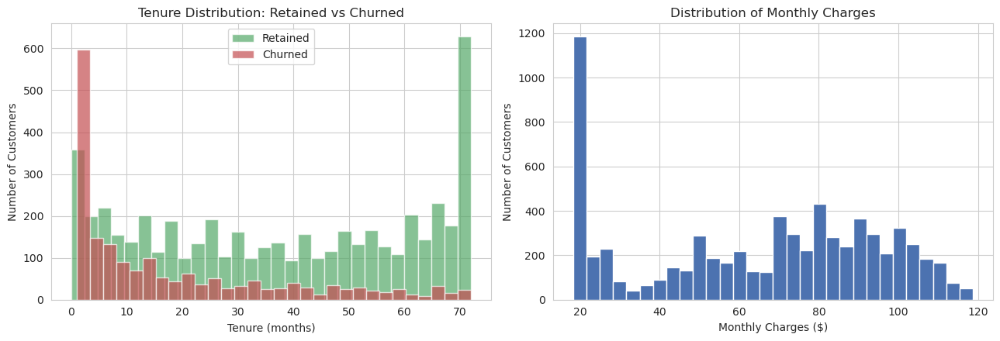 Tenure Distribution: Retained vs Churned
Retained
Churned
Number of Customers
600
500
400
300
200
100
0
0 10 20 30 40 50 60 70
Tenure (months)
Distribution of Monthly Charges
Number of Customers
1200
1000
800
600
400
200
0
20 40 60 80 100 120
Monthly Charges ($)